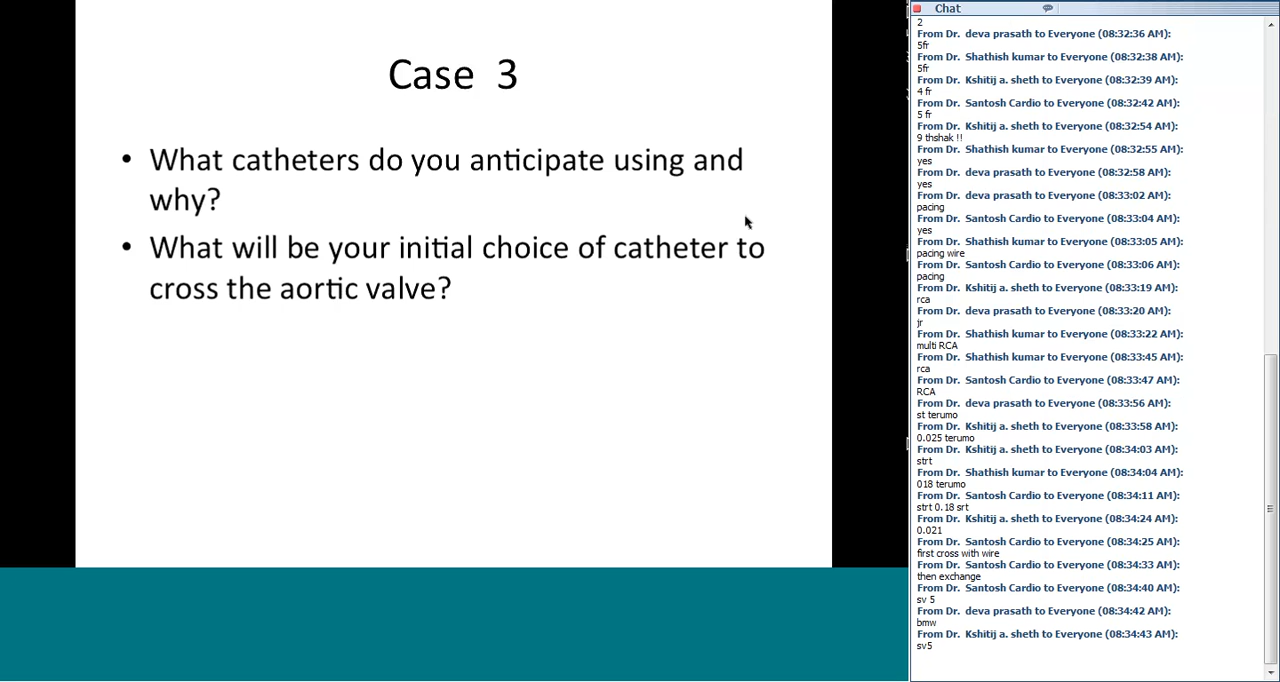 Case 3
• What catheters do you anticipate using and
why?
• What will be your initial choice of catheter to
cross the aortic valve?
Chat
2
From Dr. deva prasath to Everyone (08:32:36 AM):
5fr
From Dr. Shathish kumar to Everyone (08:32:38 AM):
5fr
From Dr. Kshitij a. sheth to Everyone (08:32:39 AM):
4 fr
From Dr. Santosh Cardio to Everyone (08:32:42 AM):
5 fr
From Dr. Kshitij a. sheth to Everyone (08:32:54 AM):
9 thshak !!
From Dr. Shathish kumar to Everyone (08:32:55 AM):
yes
From Dr. deva prasath to Everyone (08:32:58 AM):
yes
From Dr. deva prasath to Everyone (08:33:02 AM):
pacing
From Dr. Santosh Cardio to Everyone (08:33:04 AM):
yes
From Dr. Shathish kumar to Everyone (08:33:05 AM):
pacing wire
From Dr. Santosh Cardio to Everyone (08:33:06 AM):
pacing
From Dr. Kshitij a. sheth to Everyone (08:33:19 AM):
rca
From Dr. deva prasath to Everyone (08:33:20 AM):
jr
From Dr. Shathish kumar to Everyone (08:33:22 AM):
multi RCA
From Dr. Shathish kumar to Everyone (08:33:45 AM):
rca
From Dr. Santosh Cardio to Everyone (08:33:47 AM):
RCA
From Dr. deva prasath to Everyone (08:33:56 AM):
st terumo
From Dr. Kshitij a. sheth to Everyone (08:33:58 AM):
0.025 terumo
From Dr. Kshitij a. sheth to Everyone (08:34:03 AM):
strt
From Dr. Shathish kumar to Everyone (08:34:04 AM):
018 terumo
From Dr. Santosh Cardio to Everyone (08:34:11 AM):
strt 0.18 srt
From Dr. Kshitij a. sheth to Everyone (08:34:24 AM):
0.021
From Dr. Santosh Cardio to Everyone (08:34:25 AM):
first cross with wire
From Dr. Santosh Cardio to Everyone (08:34:33 AM):
then exchange
From Dr. Santosh Cardio to Everyone (08:34:40 AM):
sv 5
From Dr. deva prasath to Everyone (08:34:42 AM):
bmw
From Dr. Kshitij a. sheth to Everyone (08:34:43 AM):
sv5